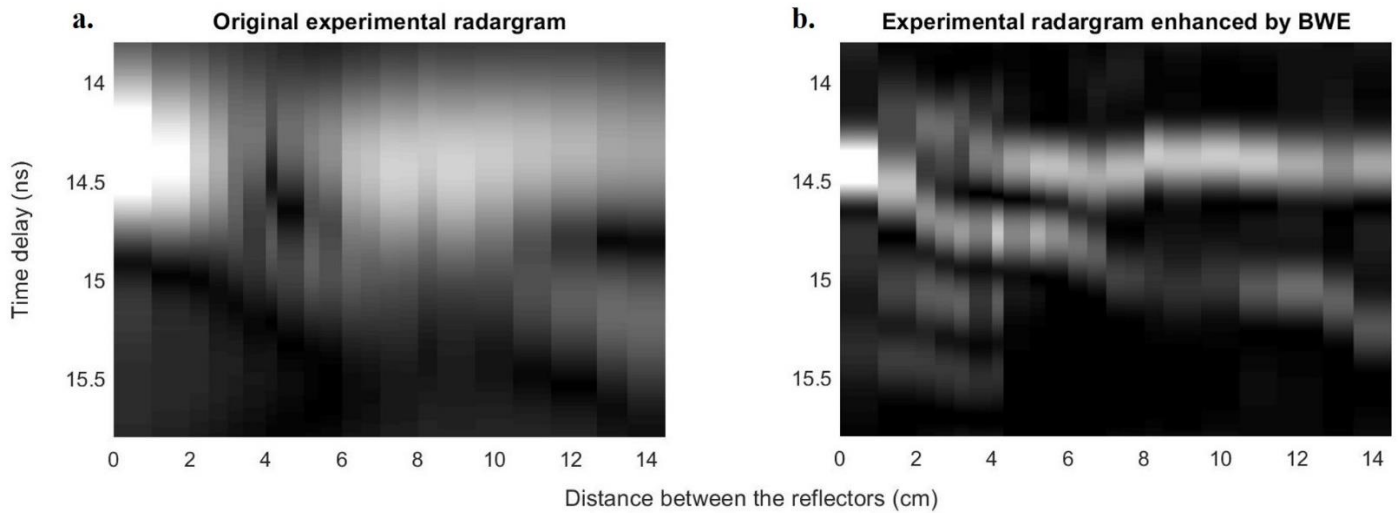 a.
Original experimental radargram
b.
Experimental radargram enhanced by BWE
Time delay (ns)
14
14.5
15
15.5
0 2 4 6 8 10 12 14
14
14.5
15
15.5
0 2 4 6 8 10 12 14
Distance between the reflectors (cm)